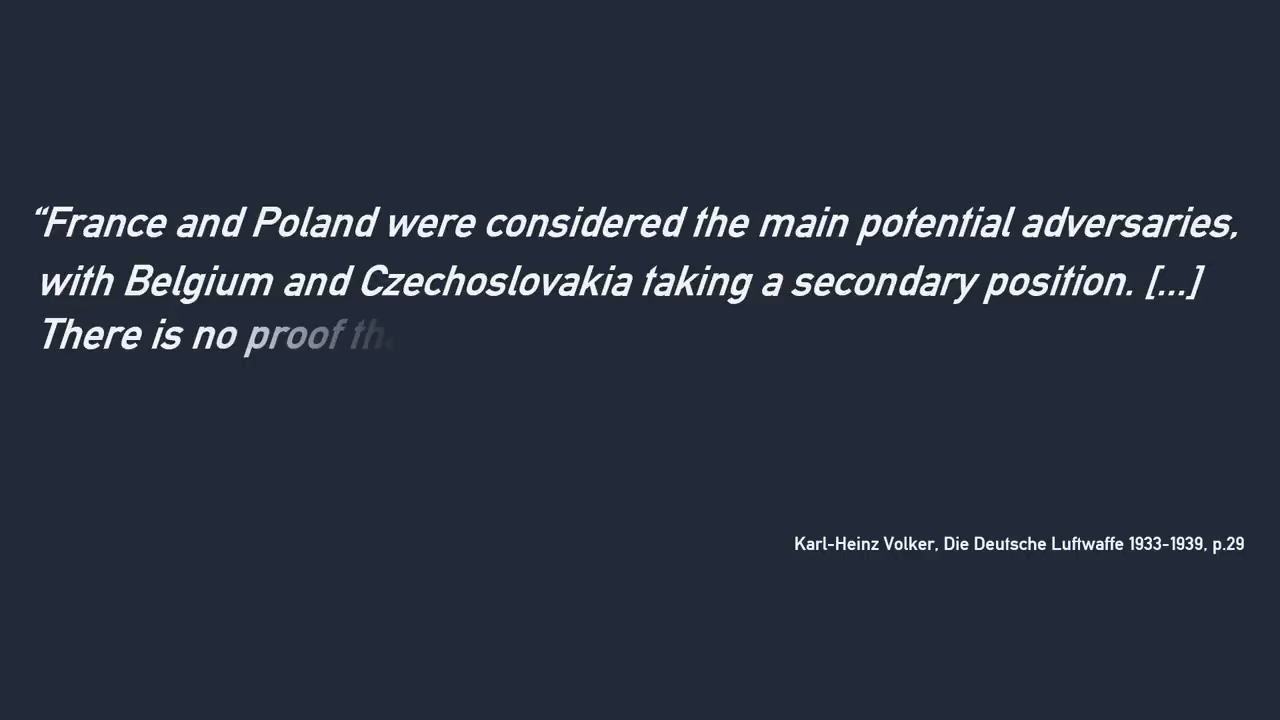 “France and Poland were considered the main potential adversaries,
with Belgium and Czechoslovakia taking a secondary position. [...]
There is no proof th
Karl-Heinz Volker, Die Deutsche Luftwaffe 1933-1939, p.29